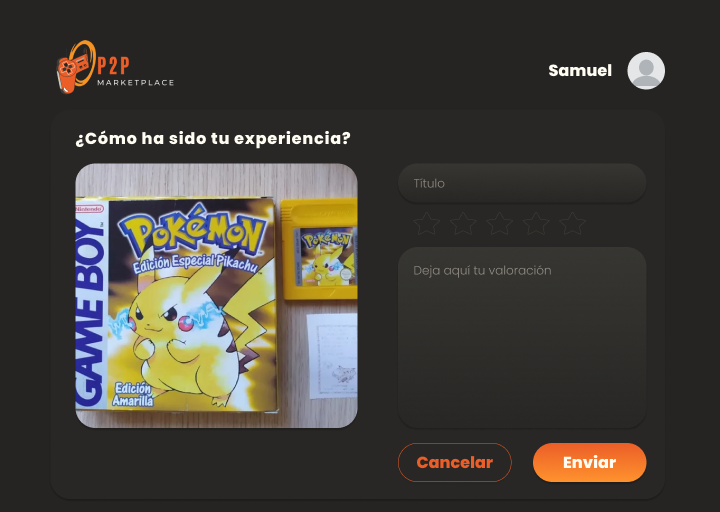 P2P
MARKETPLACE
Samuel
¿Cómo ha sido tu experiencia?
Título
Nintendo
GAME BOY
POKéMON
Edición Especial Pikachu
Edición
Amarilla
POKéMON
Deja aquí tu valoración
Cancelar
Enviar